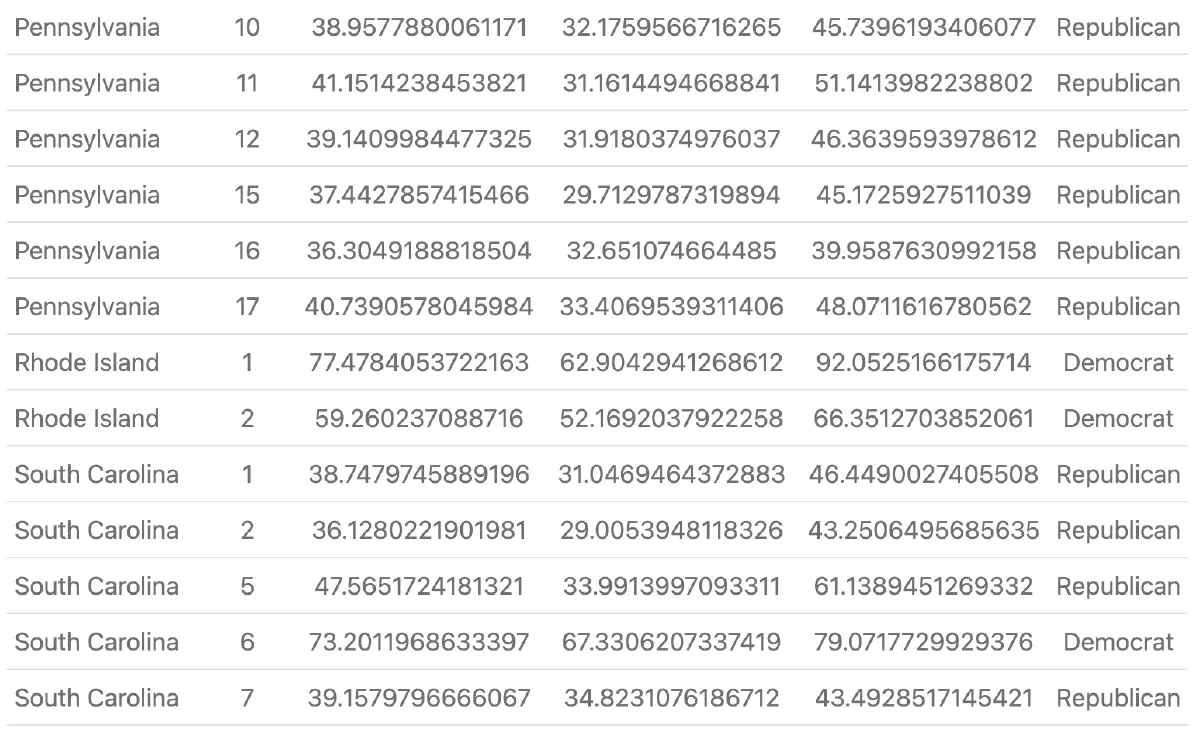 Pennsylvania 10 38.9577880061171 32.1759566716265 45.7396193406077 Republican
Pennsylvania 11 41.1514238453821 31.1614494668841 51.1413982238802 Republican
Pennsylvania 12 39.1409984477325 31.9180374976037 46.3639593978612 Republican
Pennsylvania 15 37.4427857415466 29.7129787319894 45.1725927511039 Republican
Pennsylvania 16 36.3049188818504 32.651074664485 39.9587630992158 Republican
Pennsylvania 17 40.7390578045984 33.4069539311406 48.0711616780562 Republican
Rhode Island 1 77.4784053722163 62.9042941268612 92.0525166175714 Democrat
Rhode Island 2 59.260237088716 52.1692037922258 66.3512703852061 Democrat
South Carolina 1 38.7479745889196 31.0469464372883 46.4490027405508 Republican
South Carolina 2 36.1280221901981 29.0053948118326 43.2506495685635 Republican
South Carolina 5 47.5651724181321 33.9913997093311 61.1389451269332 Republican
South Carolina 6 73.2011968633397 67.3306207337419 79.0717729929376 Democrat
South Carolina 7 39.1579796666067 34.8231076186712 43.4928517145421 Republican